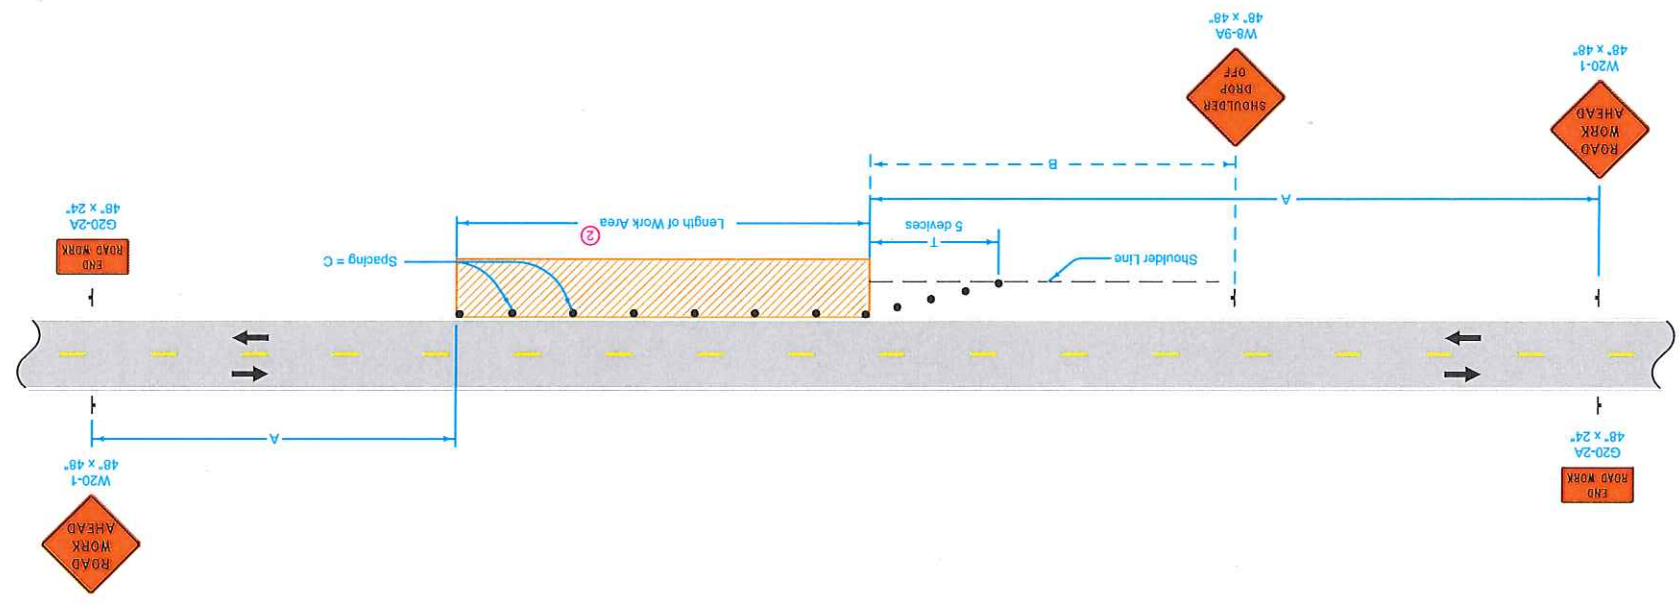 ROAD
WORK
AHEAD
W20-1
48" x 48"
END
ROAD WORK
G20-2A
48" x 24"
A
Shoulder Line
T
5 devices
Length of Work Area
②
Spacing = C
END
ROAD WORK
G20-2A
48" x 24"
A
B
ROAD
WORK
AHEAD
W20-1
48" x 48"
SHOULDER
DROP
OFF
W8-9A
48" x 48"